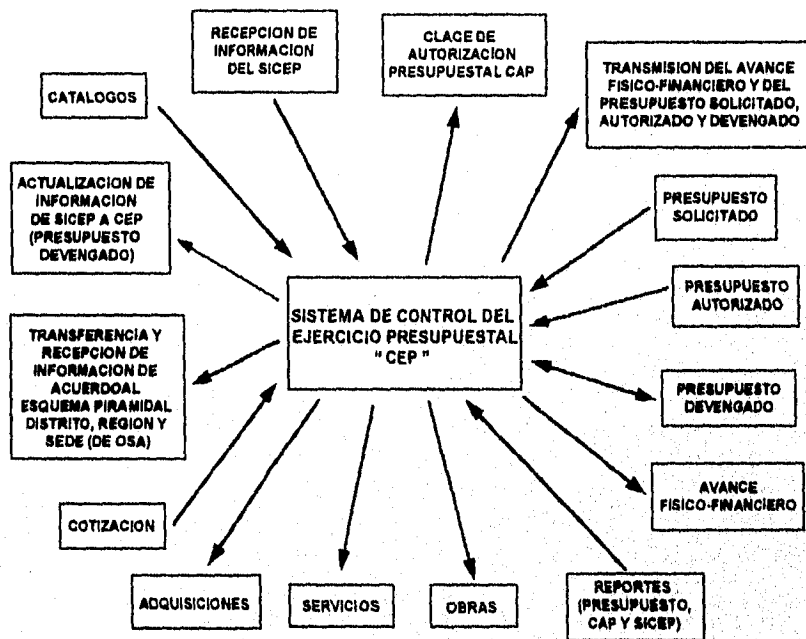 RECEPCION DE
INFORMACION
DEL SICEP
CLAGE DE
AUTORIZACION
PRESUPUESTAL CAP
TRANSMISION DEL AVANCE
FISICO-FINANCIERO Y DEL
PRESUPUESTO SOLICITADO,
AUTORIZADO Y DEVENGADO
CATALOGOS
ACTUALIZACION DE
INFORMACION
DE SICEP A CEP
(PRESUPUESTO
DEVENGADO)
PRESUPUESTO
SOLICITADO
PRESUPUESTO
AUTORIZADO
SISTEMA DE CONTROL DEL
EJERCICIO PRESUPUESTAL
" CEP "
TRANSFERENCIA Y
RECEPCION DE
INFORMACION DE
ACUERDOAL
ESQUEMA PIRAMIDAL
DISTRITO, REGION Y
SEDE (DE OSA)
PRESUPUESTO
DEVENGADO
AVANCE
FISICO-FINANCIERO
COTIZACION
ADQUISICIONES
SERVICIOS
OBRAS
REPORTES
(PRESUPUESTO,
CAP Y SICEP)